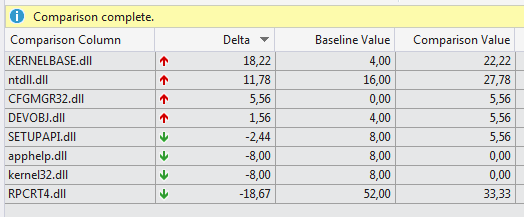 Comparison complete.
Comparison Column Delta Baseline Value Comparison Value
KERNELBASE.dll 18,22 4,00 22,22
ntdll.dll 11,78 16,00 27,78
CFGMGR32.dll 5,56 0,00 5,56
DEVOBJ.dll 1,56 4,00 5,56
SETUPAPI.dll -2,44 8,00 5,56
apphelp.dll -8,00 8,00 0,00
kernel32.dll -8,00 8,00 0,00
RPCRT4.dll -18,67 52,00 33,33